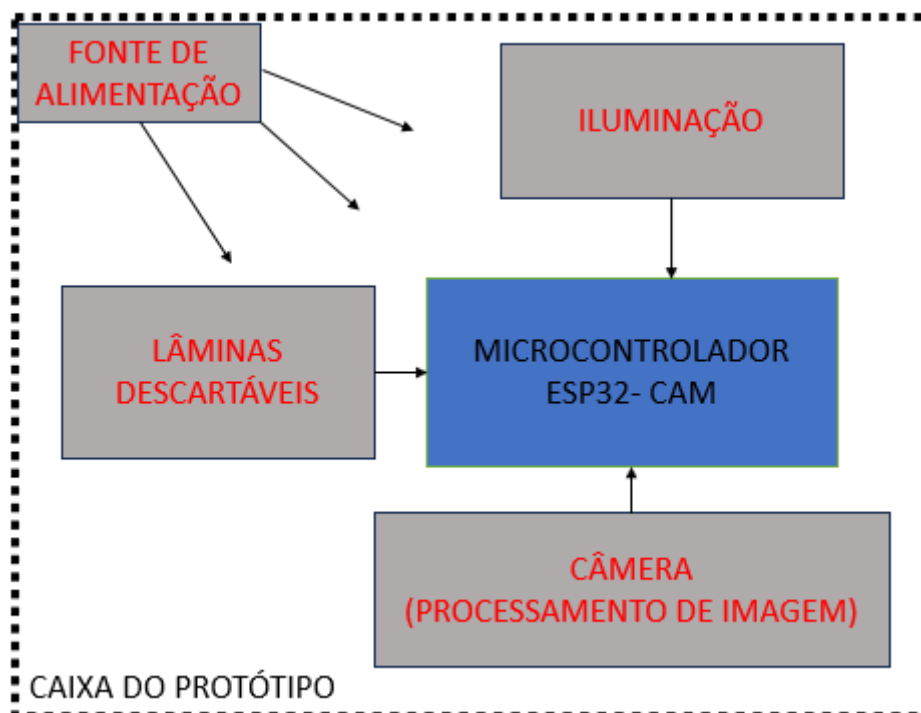 FONTE DE
ALIMENTAÇÃO
ILUMINAÇÃO
LÂMINAS
DESCARTÁVEIS
MICROCONTROLADOR
ESP32- CAM
CÂMERA
(PROCESSAMENTO DE IMAGEM)
CAIXA DO PROTÓTIPO